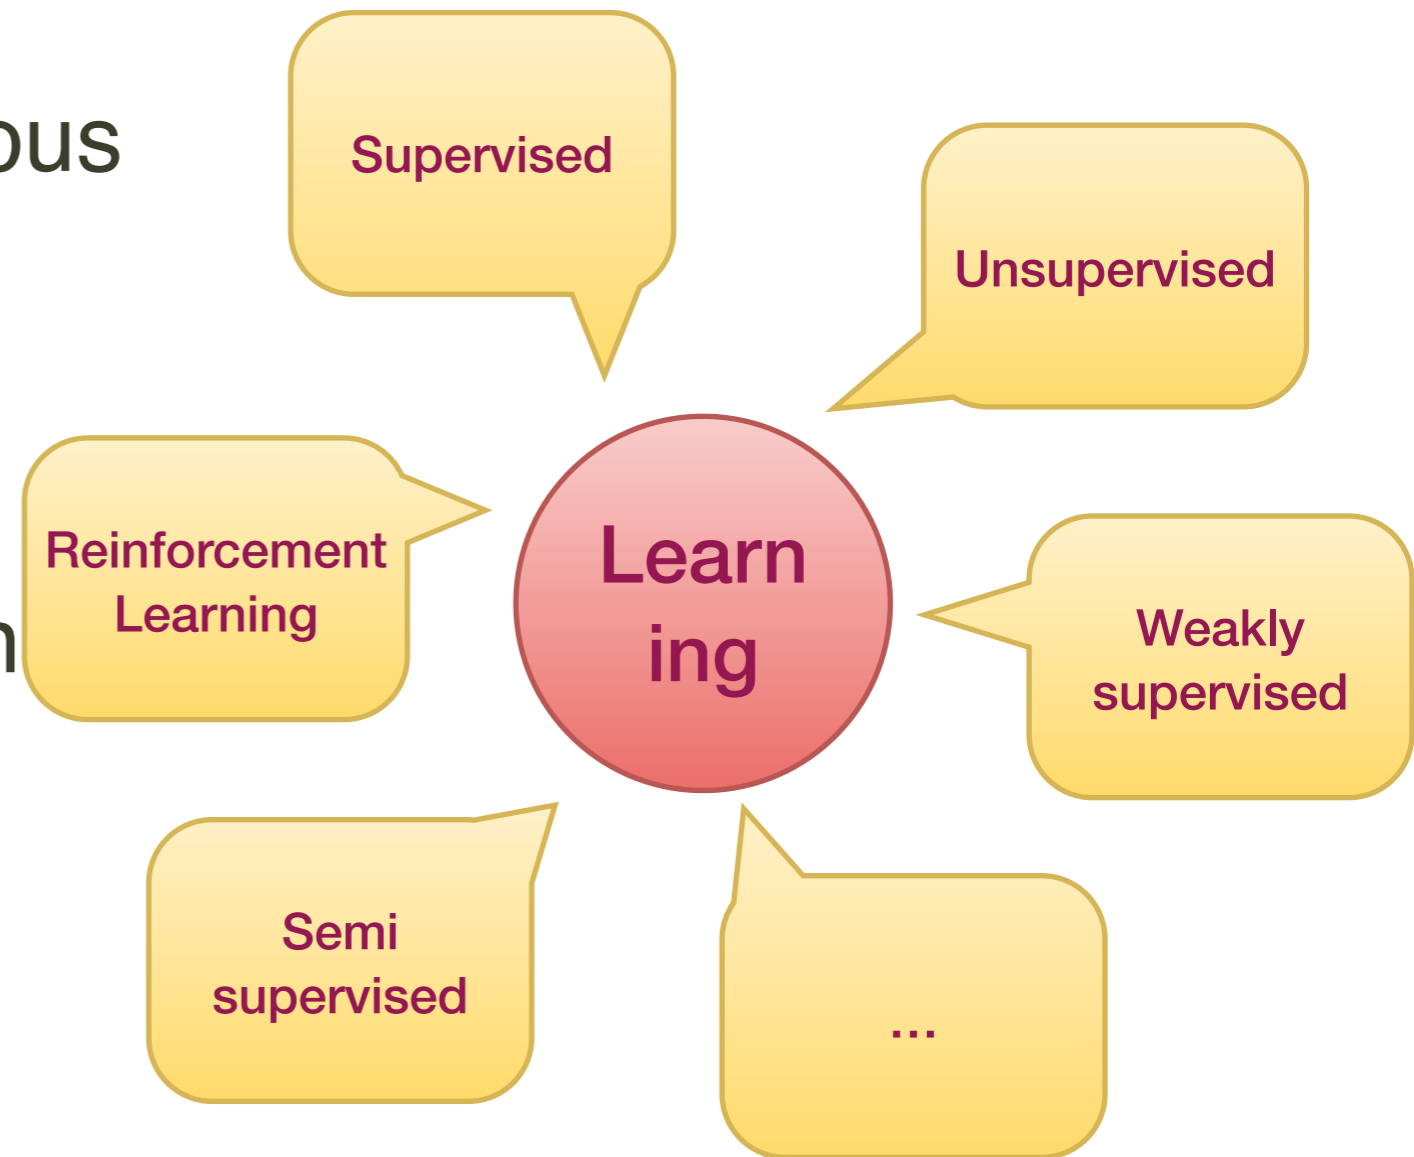 ous
Supervised
Unsupervised
Reinforcement
Learning
n
Learn
ing
Weakly
supervised
Semi
supervised
...